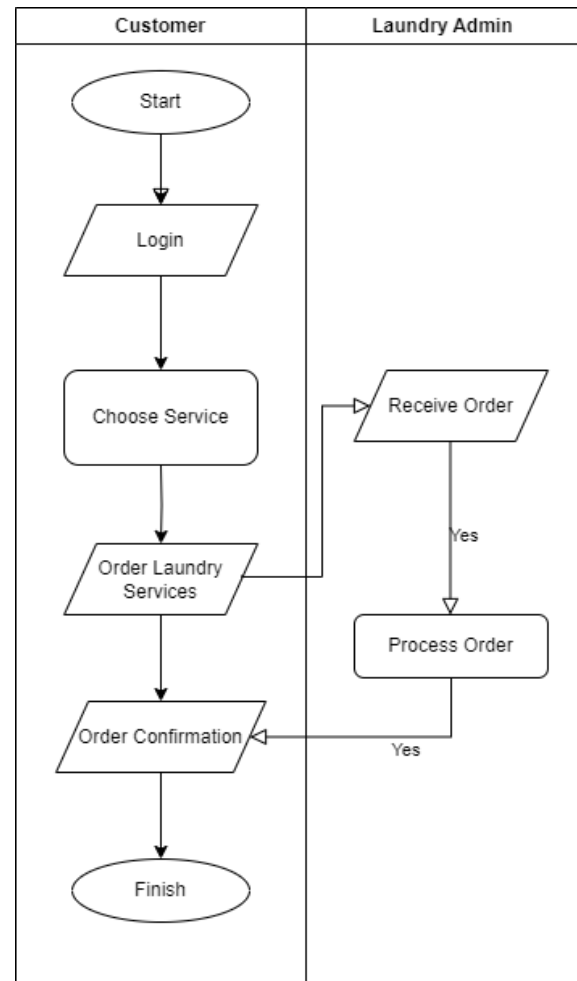 Customer
Laundry Admin
Start
Login
Choose Service
Receive Order
Yes
Order Laundry
Services
Process Order
Order Confirmation
Yes
Finish